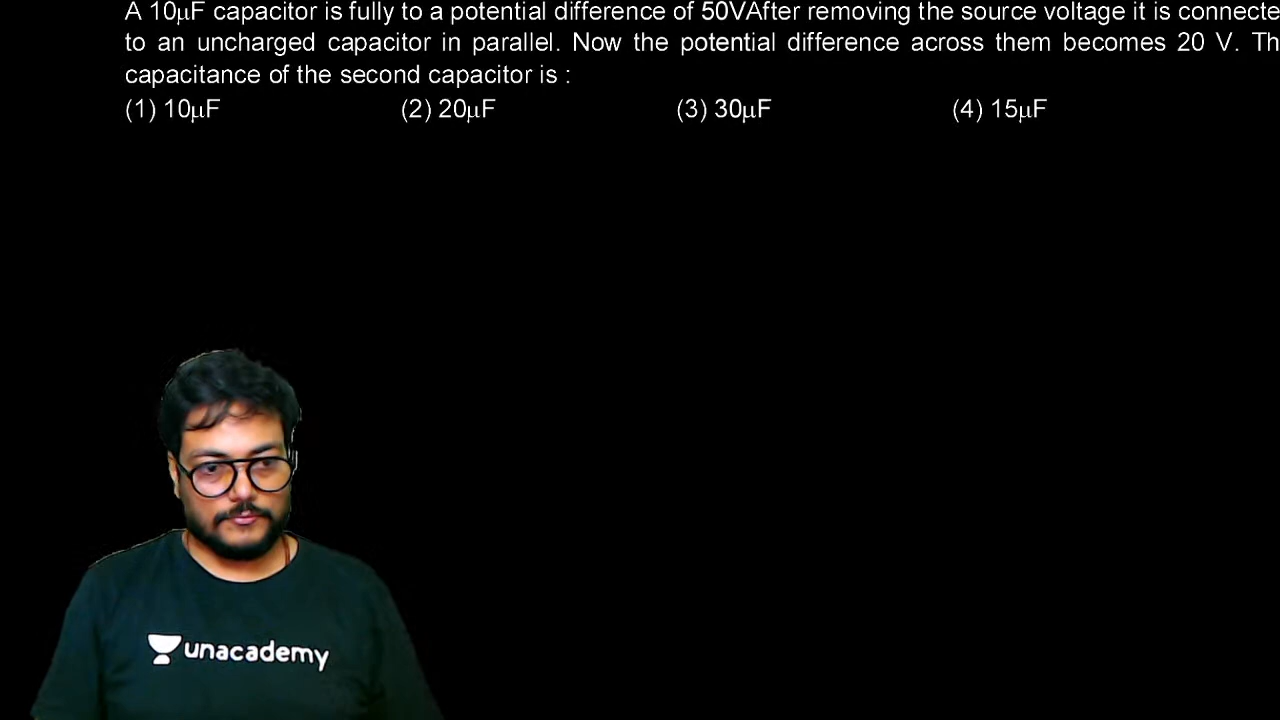 A 10μF capacitor is fully to a potential difference of 50VAfter removing the source voltage it is connecte
to an uncharged capacitor in parallel. Now the potential difference across them becomes 20 V. Th
capacitance of the second capacitor is :
(1) 10μF (2) 20μF (3) 30μF (4) 15μF
unacademy